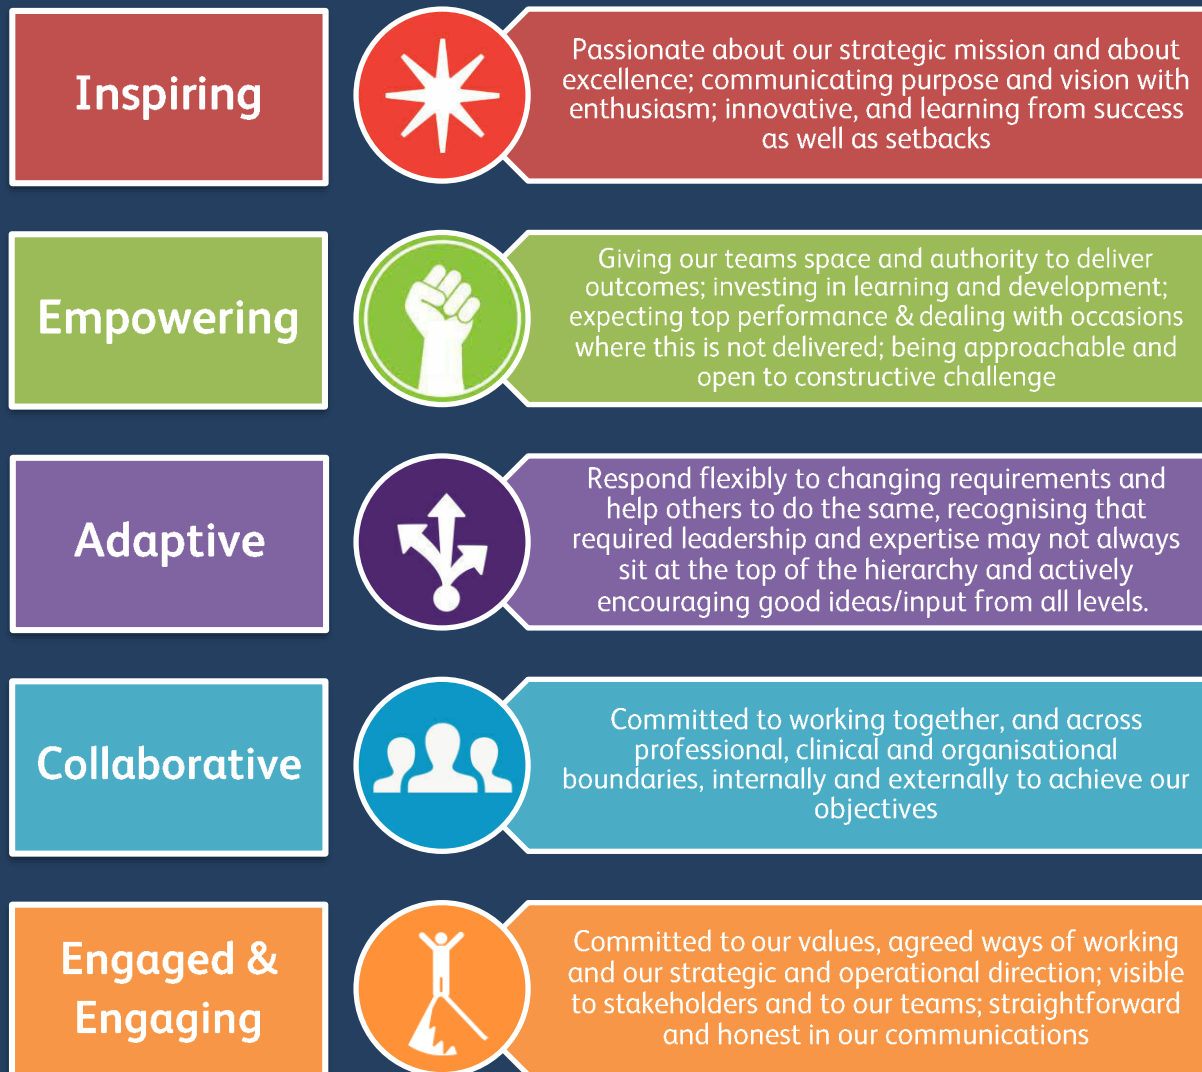 Inspiring
Passionate about our strategic mission and about
excellence; communicating purpose and vision with
enthusiasm; innovative, and learning from success
as well as setbacks
Empowering
Giving our teams space and authority to deliver
outcomes; investing in learning and development;
expecting top performance & dealing with occasions
where this is not delivered; being approachable and
open to constructive challenge
Adaptive
Respond flexibly to changing requirements and
help others to do the same, recognising that
required leadership and expertise may not always
sit at the top of the hierarchy and actively
encouraging good ideas/input from all levels.
Collaborative
Committed to working together, and across
professional, clinical and organisational
boundaries, internally and externally to achieve our
objectives
Engaged &
Engaging
Committed to our values, agreed ways of working
and our strategic and operational direction; visible
to stakeholders and to our teams; straightforward
and honest in our communications